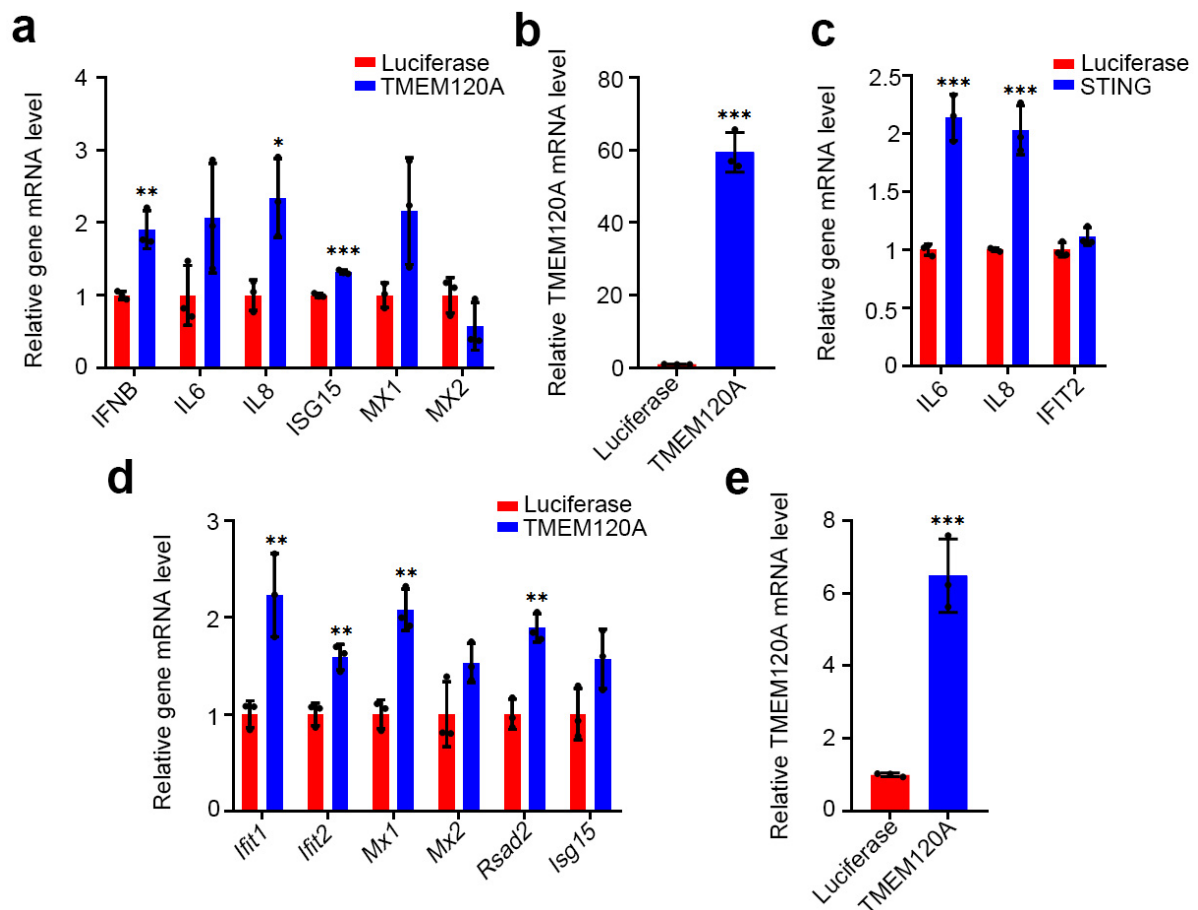 a
Luciferase
TMEM120A
Relative gene mRNA level
4
3
2
1
0
**
*
***
IFNB
IL6
IL8
ISG15
MX1
MX2
b
Relative TMEM120A mRNA level
80
60
40
20
0
***
Luciferase
TMEM120A
c
Luciferase
STING
Relative gene mRNA level
2.5
2
1.5
1
0.5
0
***
***
IL6
IL8
IFIT2
d
Luciferase
TMEM120A
Relative gene mRNA level
3
2
1
0
**
**
**
**
Ifit1
Ifit2
Mx1
Mx2
Rsad2
Isg15
e
Relative TMEM120A mRNA level
8
6
4
2
0
***
Luciferase
TMEM120A